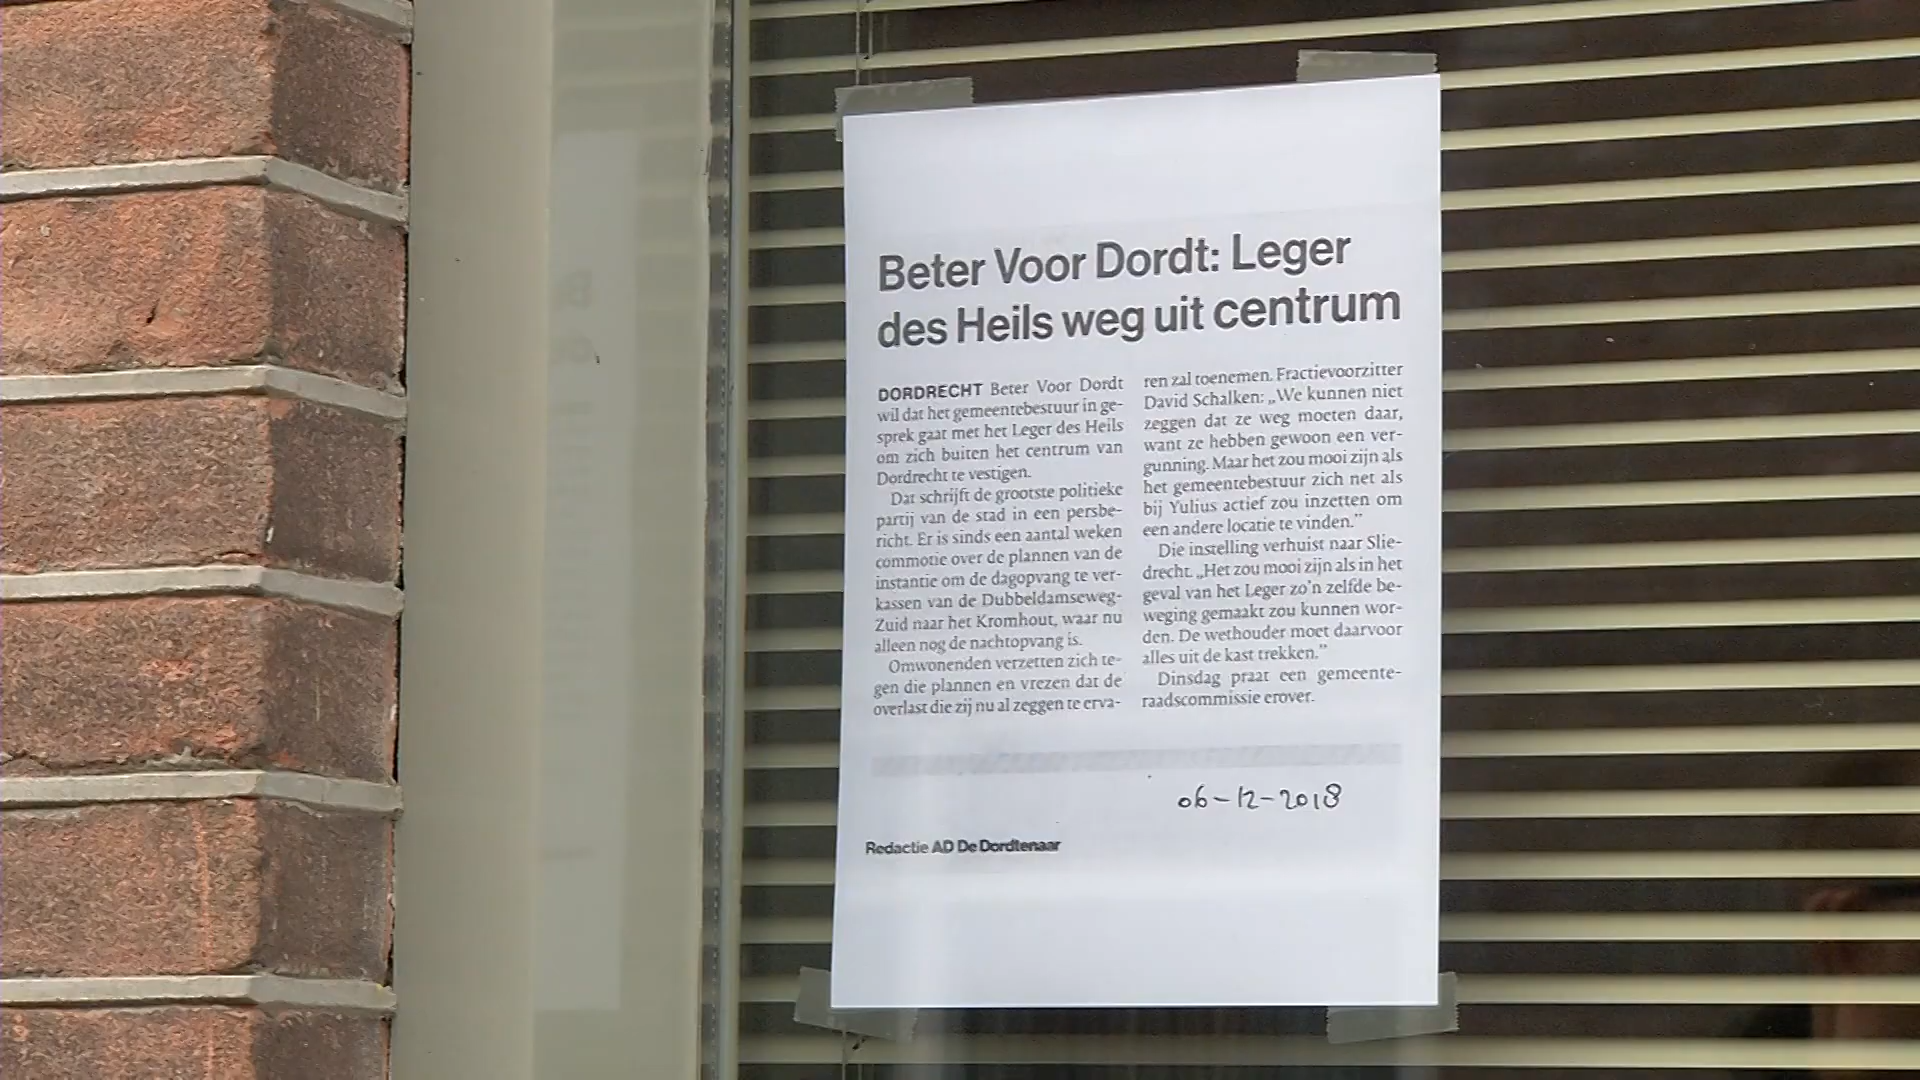 Beter Voor Dordt: Leger
des Heils weg uit centrum
DORDRECHT Beter Voor Dordt
wil dat het gemeentebestuur in ge-
sprek gaat met het Leger des Heils
om zich buiten het centrum van
Dordrecht te vestigen.
Dat schrijft de grootste politieke
partij van de stad in een persbe-
richt. Er is sinds een aantal weken
commotie over de plannen van de
instantie om de dagopvang te ver-
kassen van de Dubbeldamseweg-
Zuid naar het Kromhout, waar nu
alleen nog de nachtopvang is.
Omwonenden verzetten zich te-
gen die plannen en vrezen dat de
overlast die zij nu al zeggen te erva-
ren zal toenemen. Fractievoorzitter
David Schalken: „We kunnen niet
zeggen dat ze weg moeten daar,
want ze hebben gewoon een ver-
gunning. Maar het zou mooi zijn als
het gemeentebestuur zich net als
bij Yulius actief zou inzetten om
een andere locatie te vinden.”
Die instelling verhuist naar Slie-
drecht. „Het zou mooi zijn als in het
geval van het Leger zo'n zelfde be-
weging gemaakt zou kunnen wor-
den. De wethouder moet daarvoor
alles uit de kast trekken.”
Dinsdag praat een gemeente-
raadscommissie erover.
06-12-2018
Redactie AD De Dordtenaar